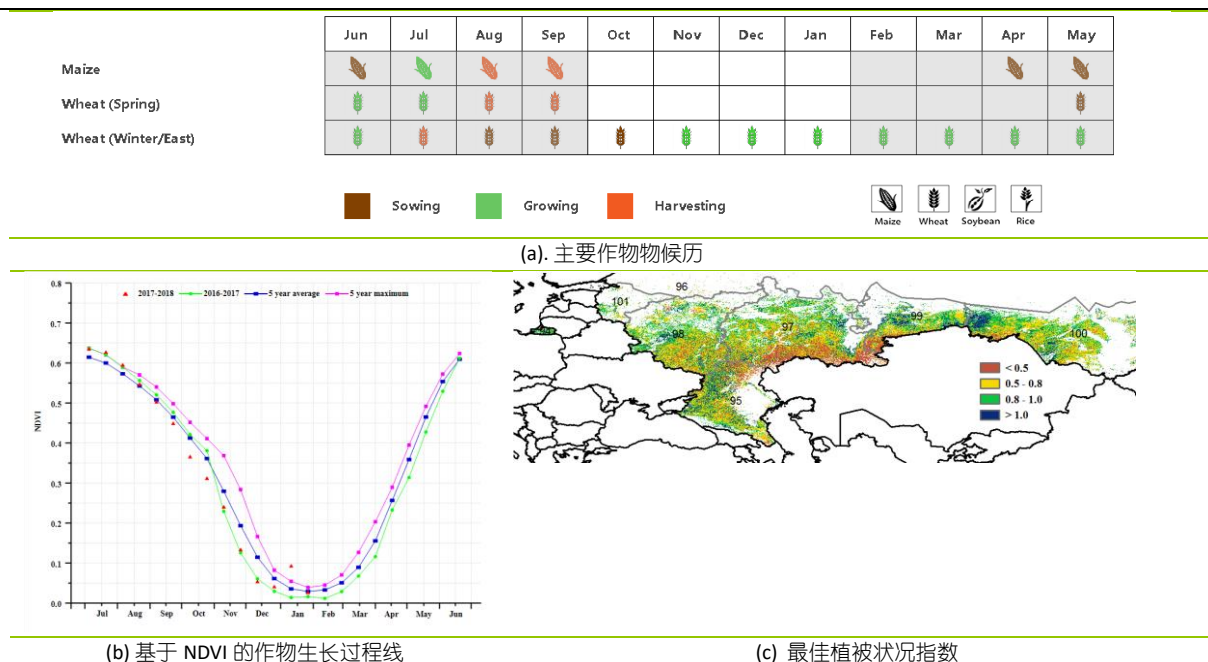 Jun Jul Aug Sep Oct Nov Dec Jan Feb Mar Apr May
Maize
Wheat (Spring)
Wheat (Winter/East)
Sowing Growing Harvesting
Maize Wheat Soybean Rice
(a). 主要作物物候历
0.8
2017-2018 2016-2017 5 year average 5 year maximum
0.7
0.6
0.5
0.4
0.3
0.2
0.1
0.0
NDVI
Jul Aug Sep Oct Nov Dec Jan Feb Mar Apr May Jun
96
101
99
97
98
100
95
< 0.5
0.5 - 0.8
0.8 - 1.0
> 1.0
(b) 基于 NDVI 的作物生长过程线
(c) 最佳植被状况指数